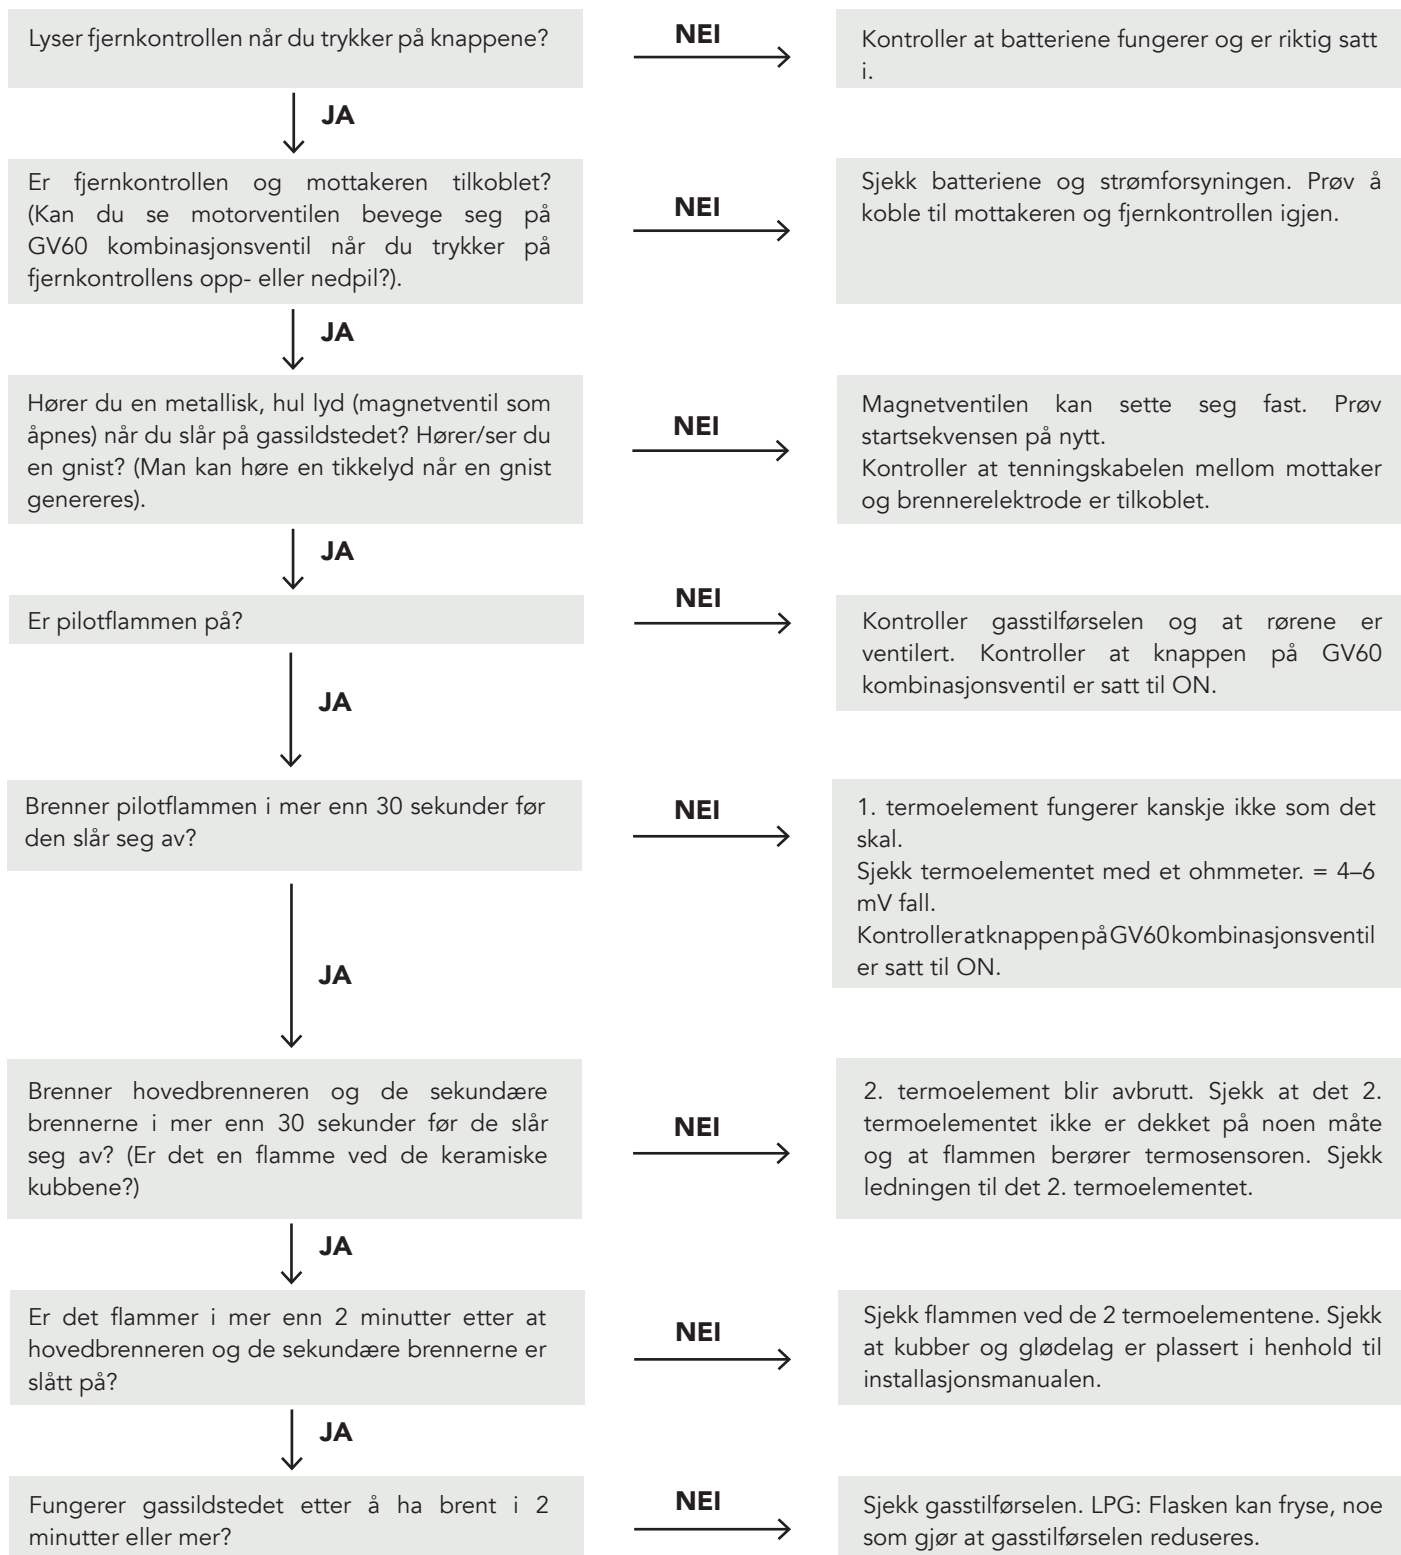 Lyser fjernkontrollen når du trykker på knappene?
NEI
Kontroller at batteriene fungerer og er riktig satt
i.
JA
Er fjernkontrollen og mottakeren tilkoblet?
(Kan du se motorventilen bevege seg på
GV60 kombinasjonsventil når du trykker på
fjernkontrollens opp- eller nedpil?).
NEI
Sjekk batteriene og strømforsyningen. Prøv å
koble til mottakeren og fjernkontrollen igjen.
JA
Hører du en metallisk, hul lyd (magnetventil som
åpnes) når du slår på gassildstedet? Hører/ser du
en gnist? (Man kan høre en tikkelyd når en gnist
genereres).
NEI
Magnetventilen kan sette seg fast. Prøv
startsekvensen på nytt.
Kontroller at tenningskabelen mellom mottaker
og brennerelektrode er tilkoblet.
JA
Er pilotflammen på?
NEI
Kontroller gasstilførselen og at rørene er
ventilert. Kontroller at knappen på GV60
kombinasjonsventil er satt til ON.
JA
Brenner pilotflammen i mer enn 30 sekunder før
den slår seg av?
NEI
1. termoelement fungerer kanskje ikke som det
skal.
Sjekk termoelementet med et ohmmeter. = 4–6
mV fall.
Kontroller at knappen på GV60 kombinasjonsventil
er satt til ON.
JA
Brenner hovedbrenneren og de sekundære
brennerne i mer enn 30 sekunder før de slår
seg av? (Er det en flamme ved de keramiske
kubbene?)
NEI
2. termoelement blir avbrutt. Sjekk at det 2.
termoelementet ikke er dekket på noen måte
og at flammen berører termosensoren. Sjekk
ledningen til det 2. termoelementet.
JA
Er det flammer i mer enn 2 minutter etter at
hovedbrenneren og de sekundære brennerne er
slått på?
NEI
Sjekk flammen ved de 2 termoelementene. Sjekk
at kubber og glødelag er plassert i henhold til
installasjonsmanualen.
JA
Fungerer gassildstedet etter å ha brent i 2
minutter eller mer?
NEI
Sjekk gasstilførselen. LPG: Flasken kan fryse, noe
som gjør at gasstilførselen reduseres.